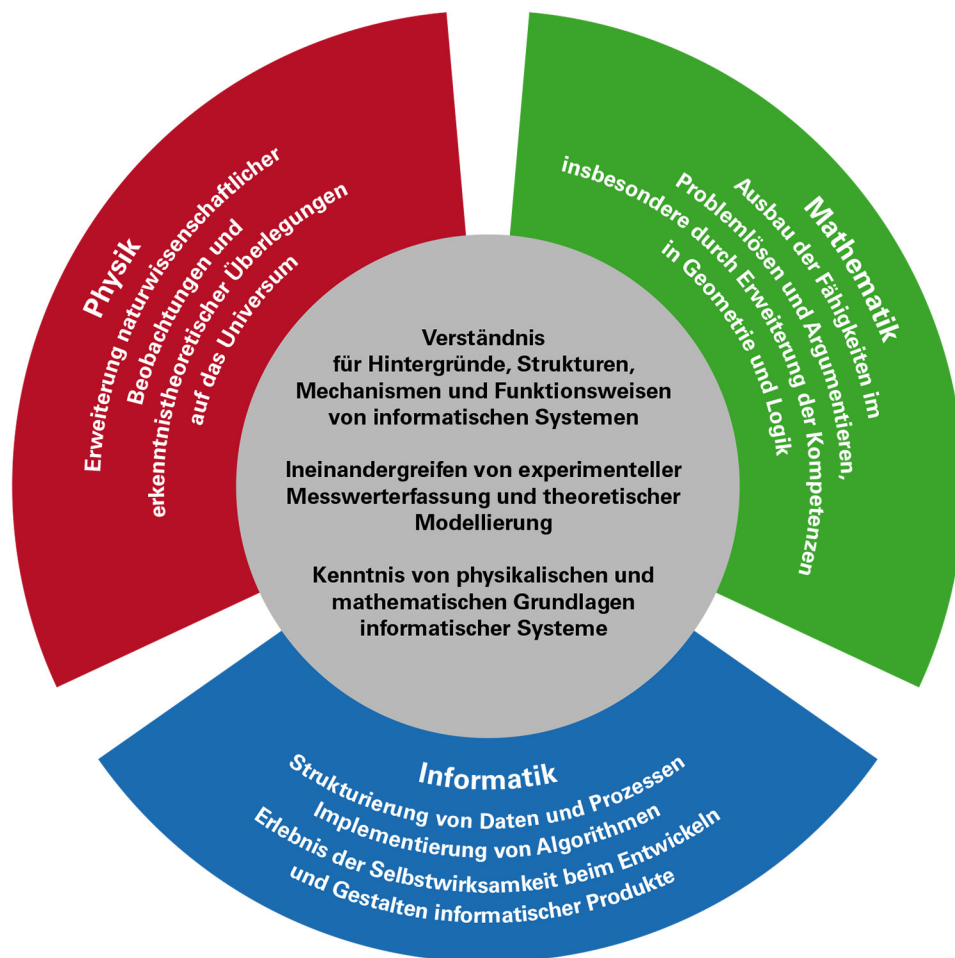 Physik
Erweiterung naturwissenschaftlicher
Beobachtungen und
erkenntnistheoretischer Überlegungen
auf das Universum
Mathematik
Ausbau der Fähigkeiten im
Problemlösen und Argumentieren,
insbesondere durch Erweiterung der Kompetenzen
in Geometrie und Logik
Verständnis
für Hintergründe, Strukturen,
Mechanismen und Funktionsweisen
von informatischen Systemen
Ineinandergreifen von experimenteller
Messwerterfassung und theoretischer
Modellierung
Kenntnis von physikalischen und
mathematischen Grundlagen
informatischer Systeme
Informatik
Strukturierung von Daten und Prozessen
Implementierung von Algorithmen
Erlebnis der Selbstwirksamkeit beim Entwickeln
und Gestalten informatischer Produkte